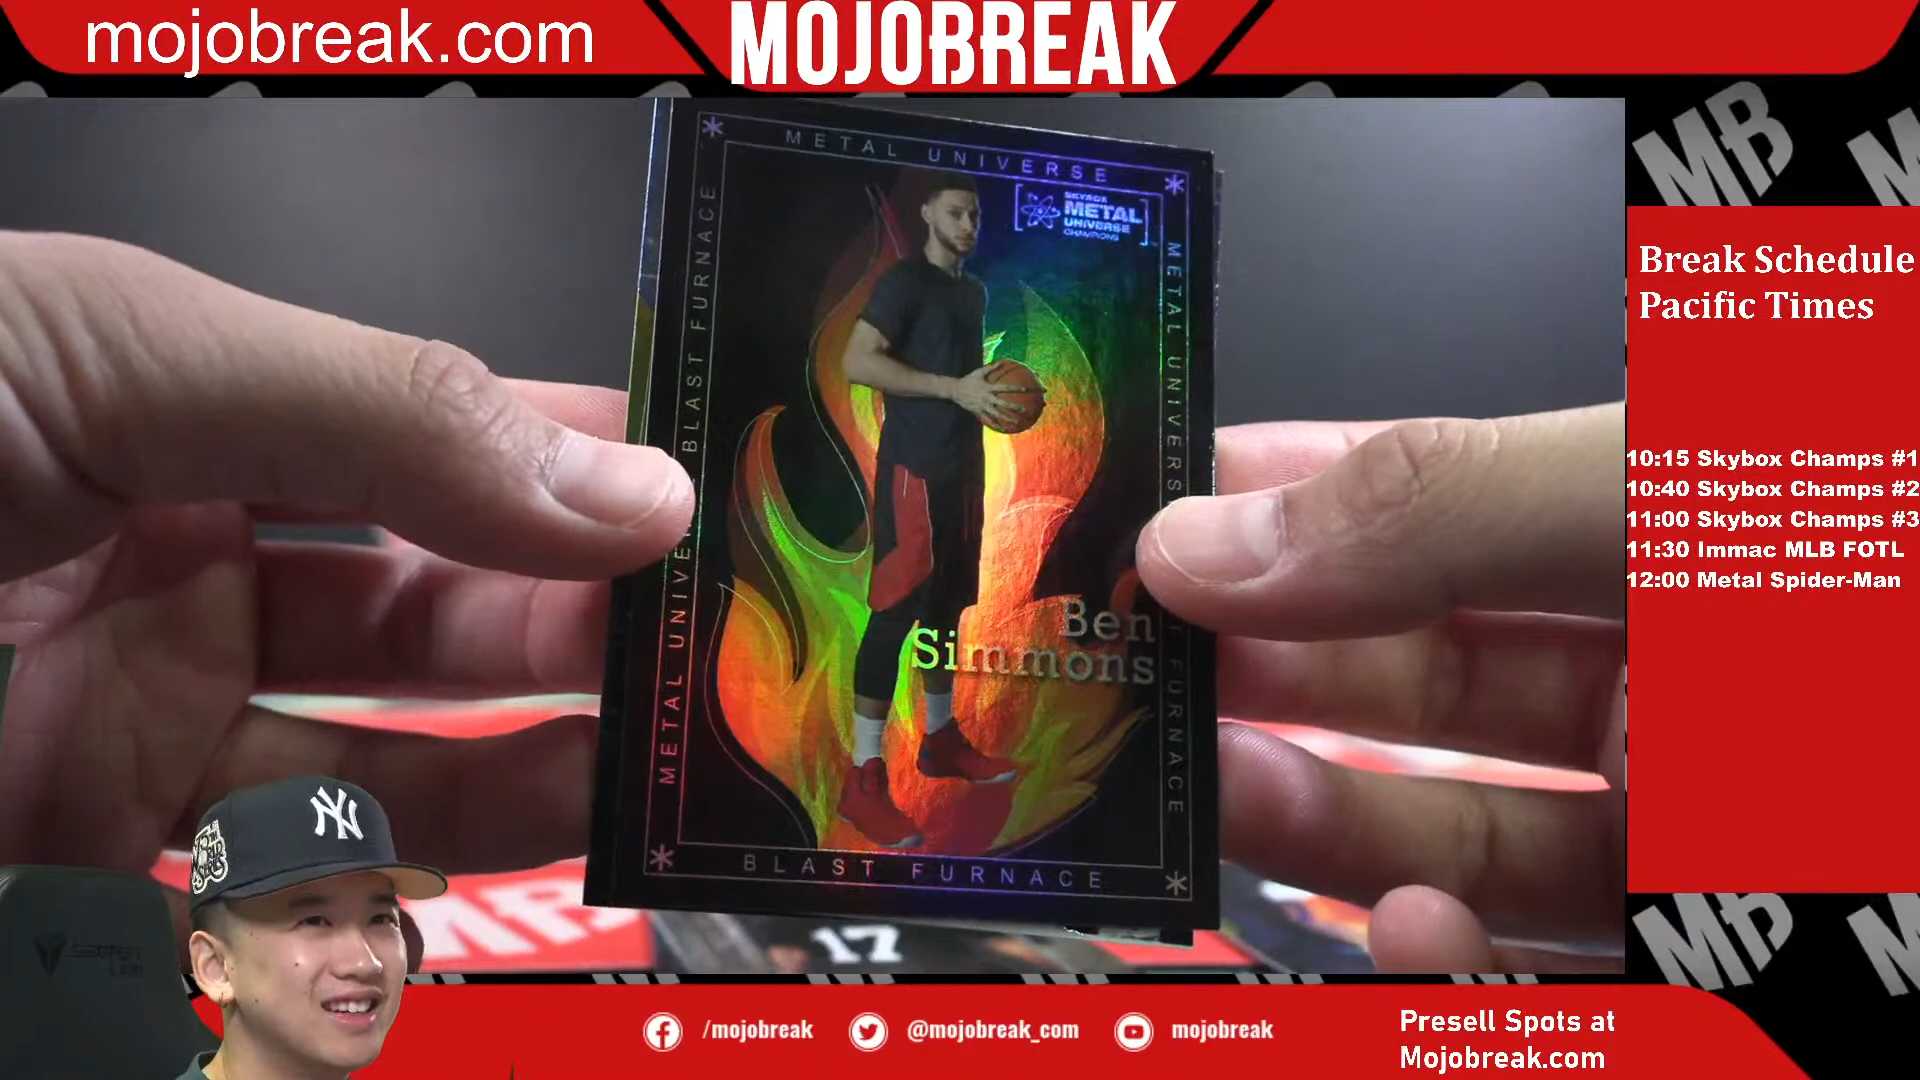 mojobreak.com
MOJOBREAK
METAL UNIVERSE
SKYBOX
METAL
UNIVERSE
CHAMPIONS
METAL UNIVERSE BLAST FURNACE
METAL UNIVERS
FURNACE
Ben
Simmons
BLAST FURNACE
17
MB
NY
Break Schedule
Pacific Times
10:15 Skybox Champs #1
10:40 Skybox Champs #2
11:00 Skybox Champs #3
11:30 Immac MLB FOTL
12:00 Metal Spider-Man
MB
MB
/mojobreak
@mojobreak_com
mojobreak
Presell Spots at
Mojobreak.com